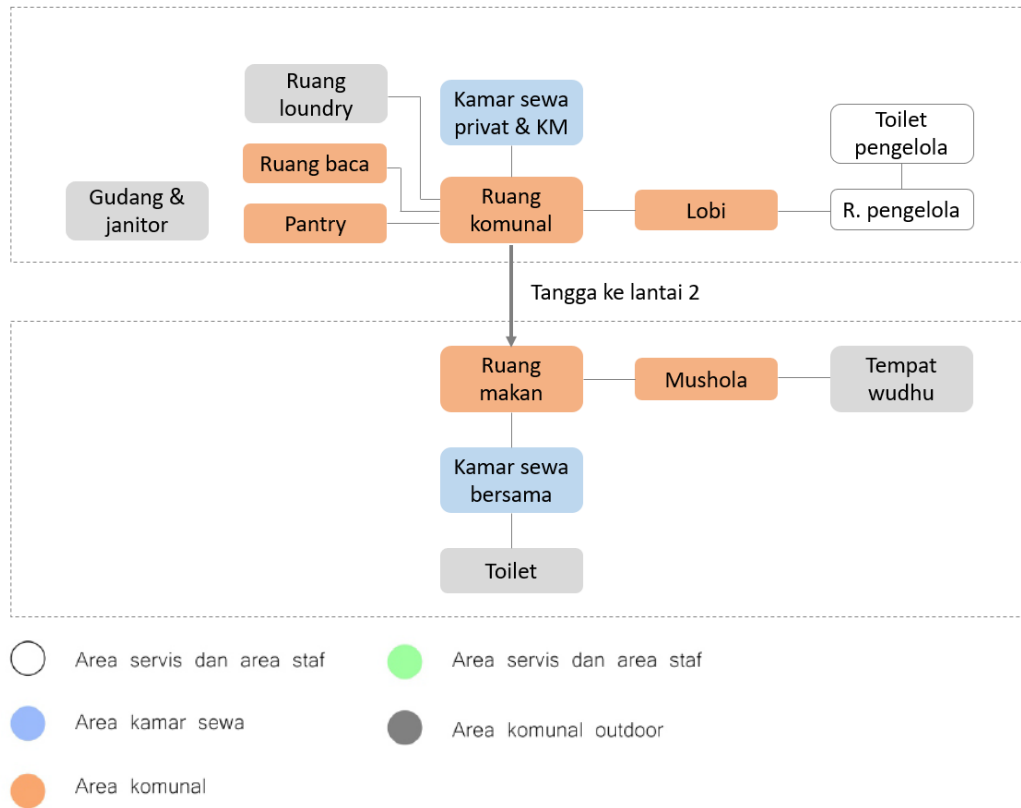 Ruang
loundry
Kamar sewa
privat & KM
Toilet
pengelola
Ruang baca
Gudang &
janitor
Pantry
Ruang
komunal
Lobi
R. pengelola
Tangga ke lantai 2
Ruang
makan
Mushola
Tempat
wudhu
Kamar sewa
bersama
Toilet
Area servis dan area staf
Area servis dan area staf
Area kamar sewa
Area komunal outdoor
Area komunal